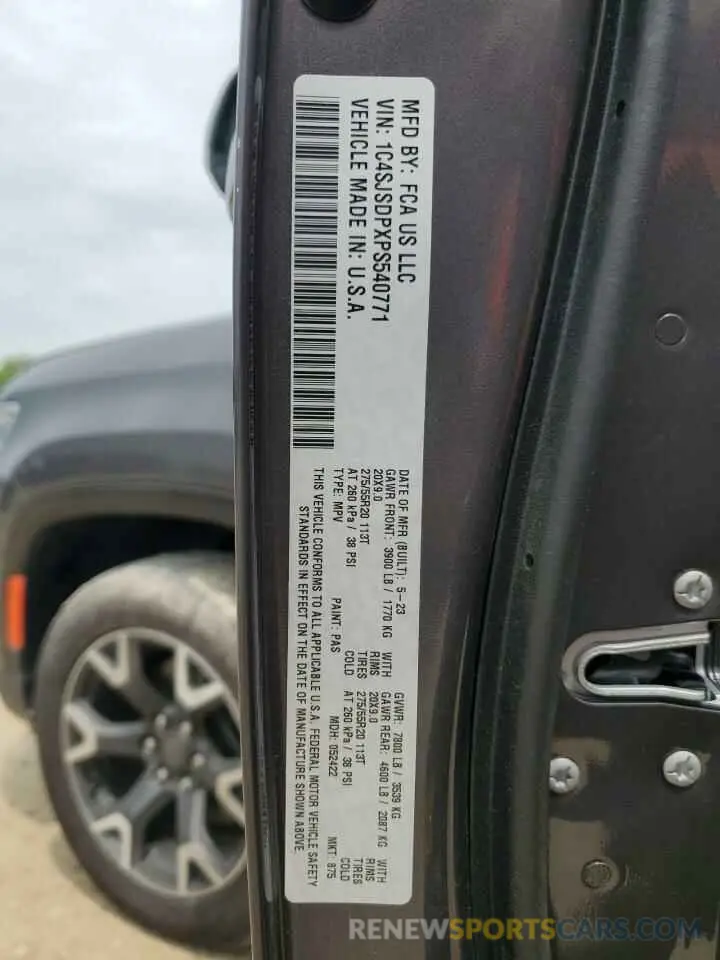 MFD BY: FCA US LLC
VIN: 1C4SJSDPXPS540771
VEHICLE MADE IN: U.S.A.
DATE OF MFR (BUILT): 5-23 GVWR: 7800 LB / 3539 KG
GAWR FRONT: 3900 LB / 1770 KG WITH GAWR REAR: 4600 LB / 2087 KG WITH
20X9.0 RIMS 20X9.0 RIMS
275/55R20 113T TIRES 275/55R20 113T TIRES
AT 260 kPa / 38 PSI COLD AT 260 kPa / 38 PSI COLD
TYPE: MPV PAINT: PAS MDH: 052422 MKT: 875
THIS VEHICLE CONFORMS TO ALL APPLICABLE U.S.A. FEDERAL MOTOR VEHICLE SAFETY
STANDARDS IN EFFECT ON THE DATE OF MANUFACTURE SHOWN ABOVE.
RENEWSPORTSCARS.COM